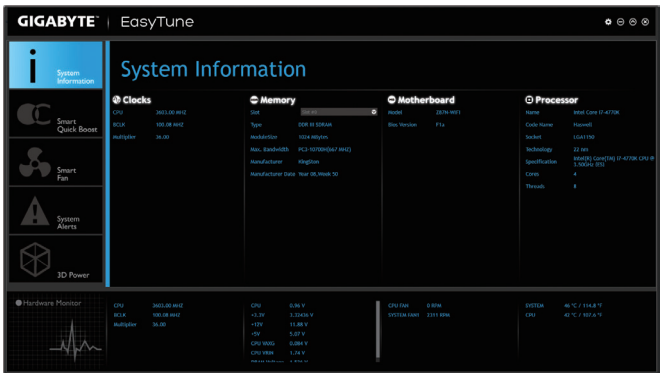 GIGABYTE™ | EasyTune
System Information
System Information
Smart Quick Boost
Smart Fan
System Alerts
3D Power
Clocks
CPU 3603.00 MHZ
BCLK 100.08 MHZ
Multiplier 36.00
Memory
Slot
Type DDR III SDRAM
ModuleSize 1024 MBytes
Max. Bandwidth PC3-10700H(667 MHZ)
Manufacturer Kingston
Manufacturer Date Year 08,Week 50
Motherboard
Model Z87N-WIFI
Bios Version F1a
Processor
Name Intel Core i7-4770K
Code Name Haswell
Socket LGA1150
Technology 22 nm
Specification Intel(R) Core(TM) i7-4770K CPU @
3.50GHz (ES)
Cores 4
Threads 8
Hardware Monitor
CPU 3603.00 MHZ
BCLK 100.08 MHZ
Multiplier 36.00
CPU 0.96 V
+3.3V 3.32436 V
+12V 11.88 V
+5V 5.07 V
CPU VAXG 0.084 V
CPU VRIN 1.74 V
CPU FAN 0 RPM
SYSTEM FAN1 3311 RPM
SYSTEM 46 °C / 114.8 °F
CPU 42 °C / 107.6 °F